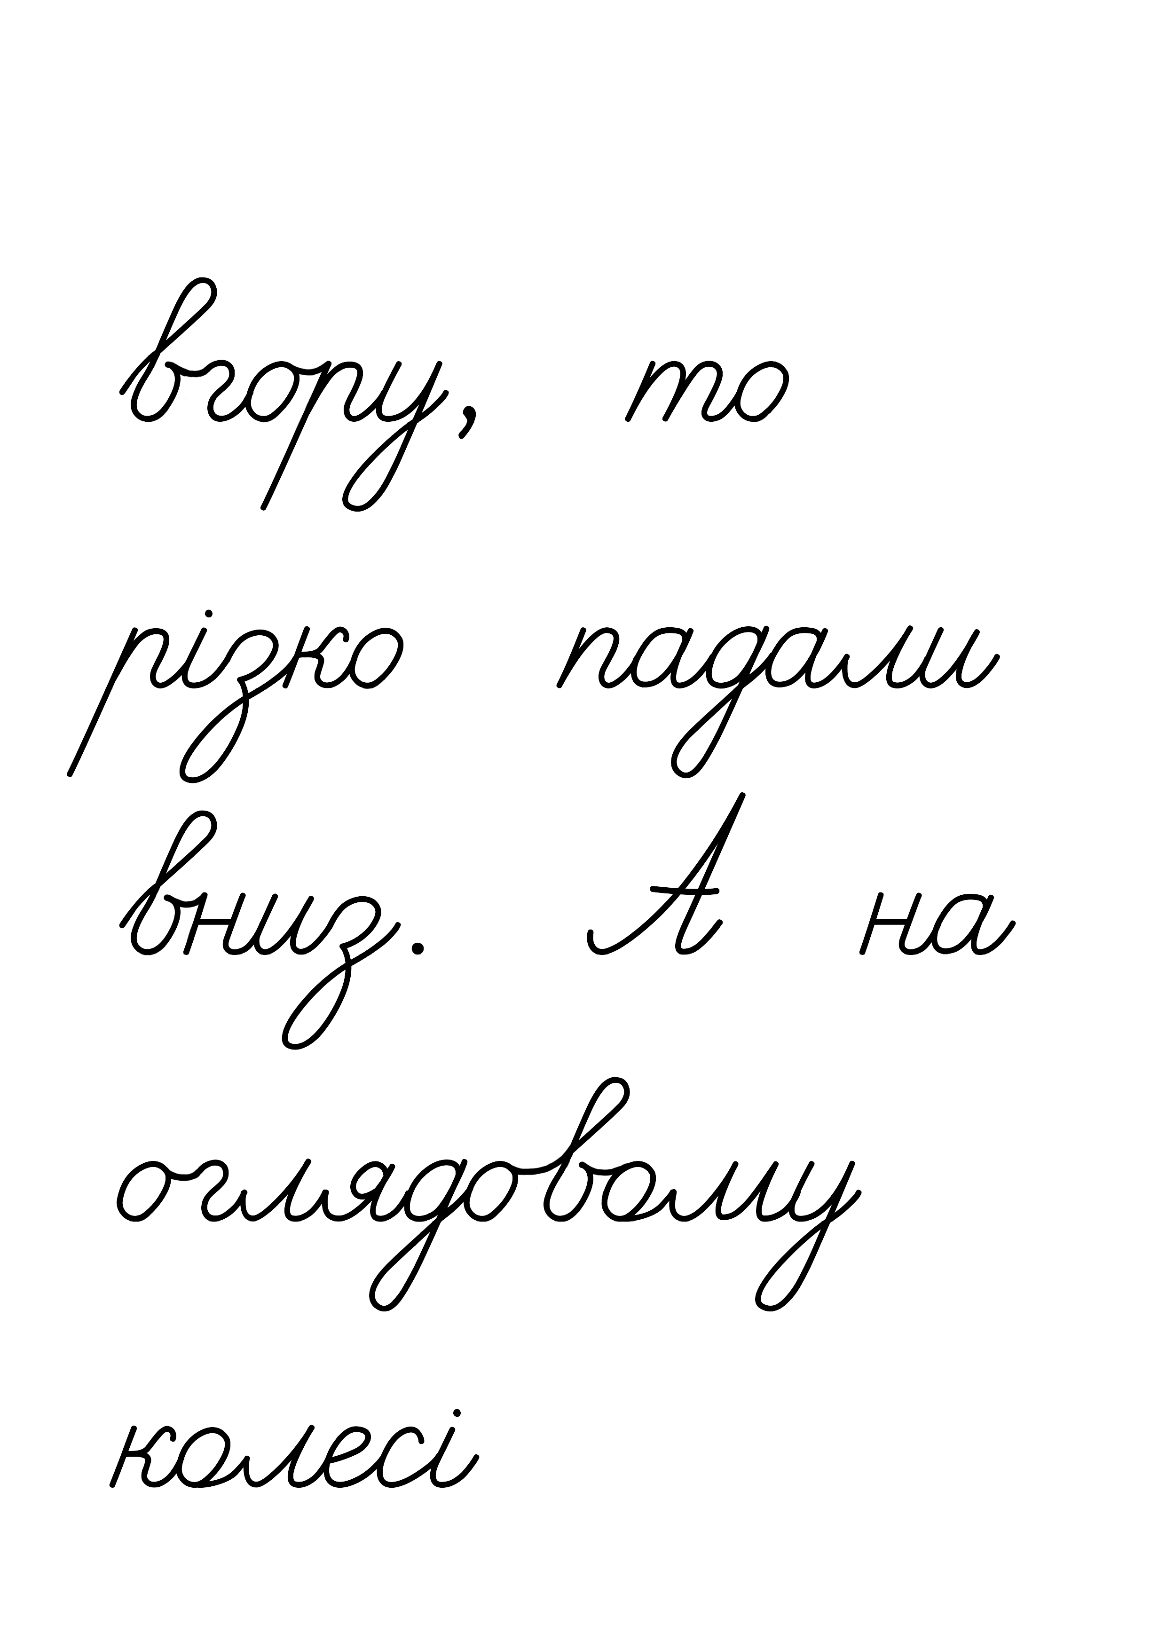 вгору, то
різко падали
вниз. А на
оглядовому
колесі